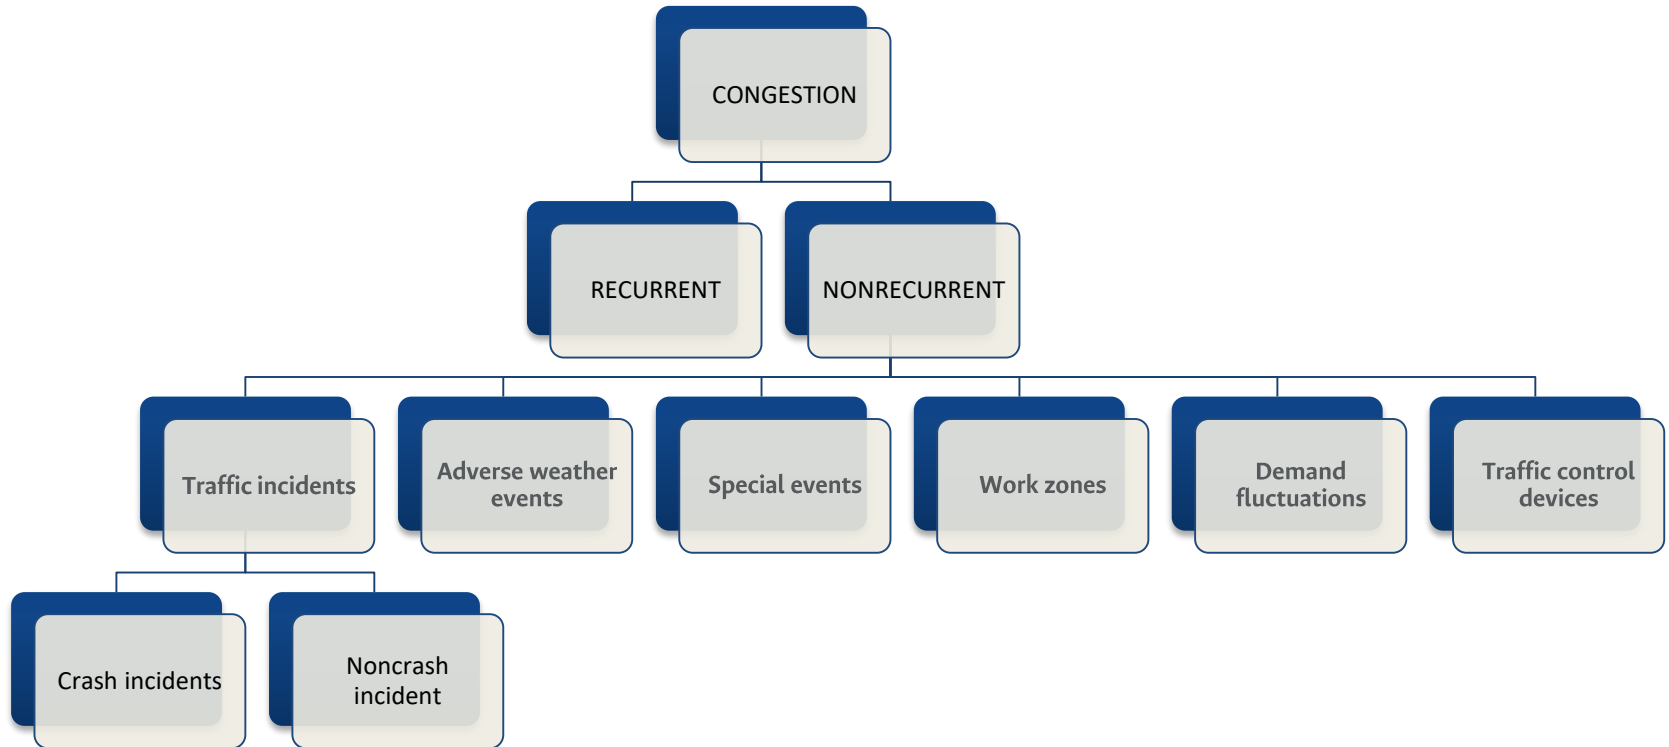 CONGESTION
RECURRENT
NONRECURRENT
Traffic incidents
Adverse weather
events
Special events
Work zones
Demand
fluctuations
Traffic control
devices
Crash incidents
Noncrash
incident